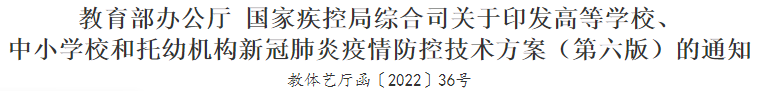 教育部办公厅 国家疾控局综合司关于印发高等学校、
中小学校和托幼机构新冠肺炎疫情防控技术方案（第六版）的通知
教体艺厅函〔2022〕36号